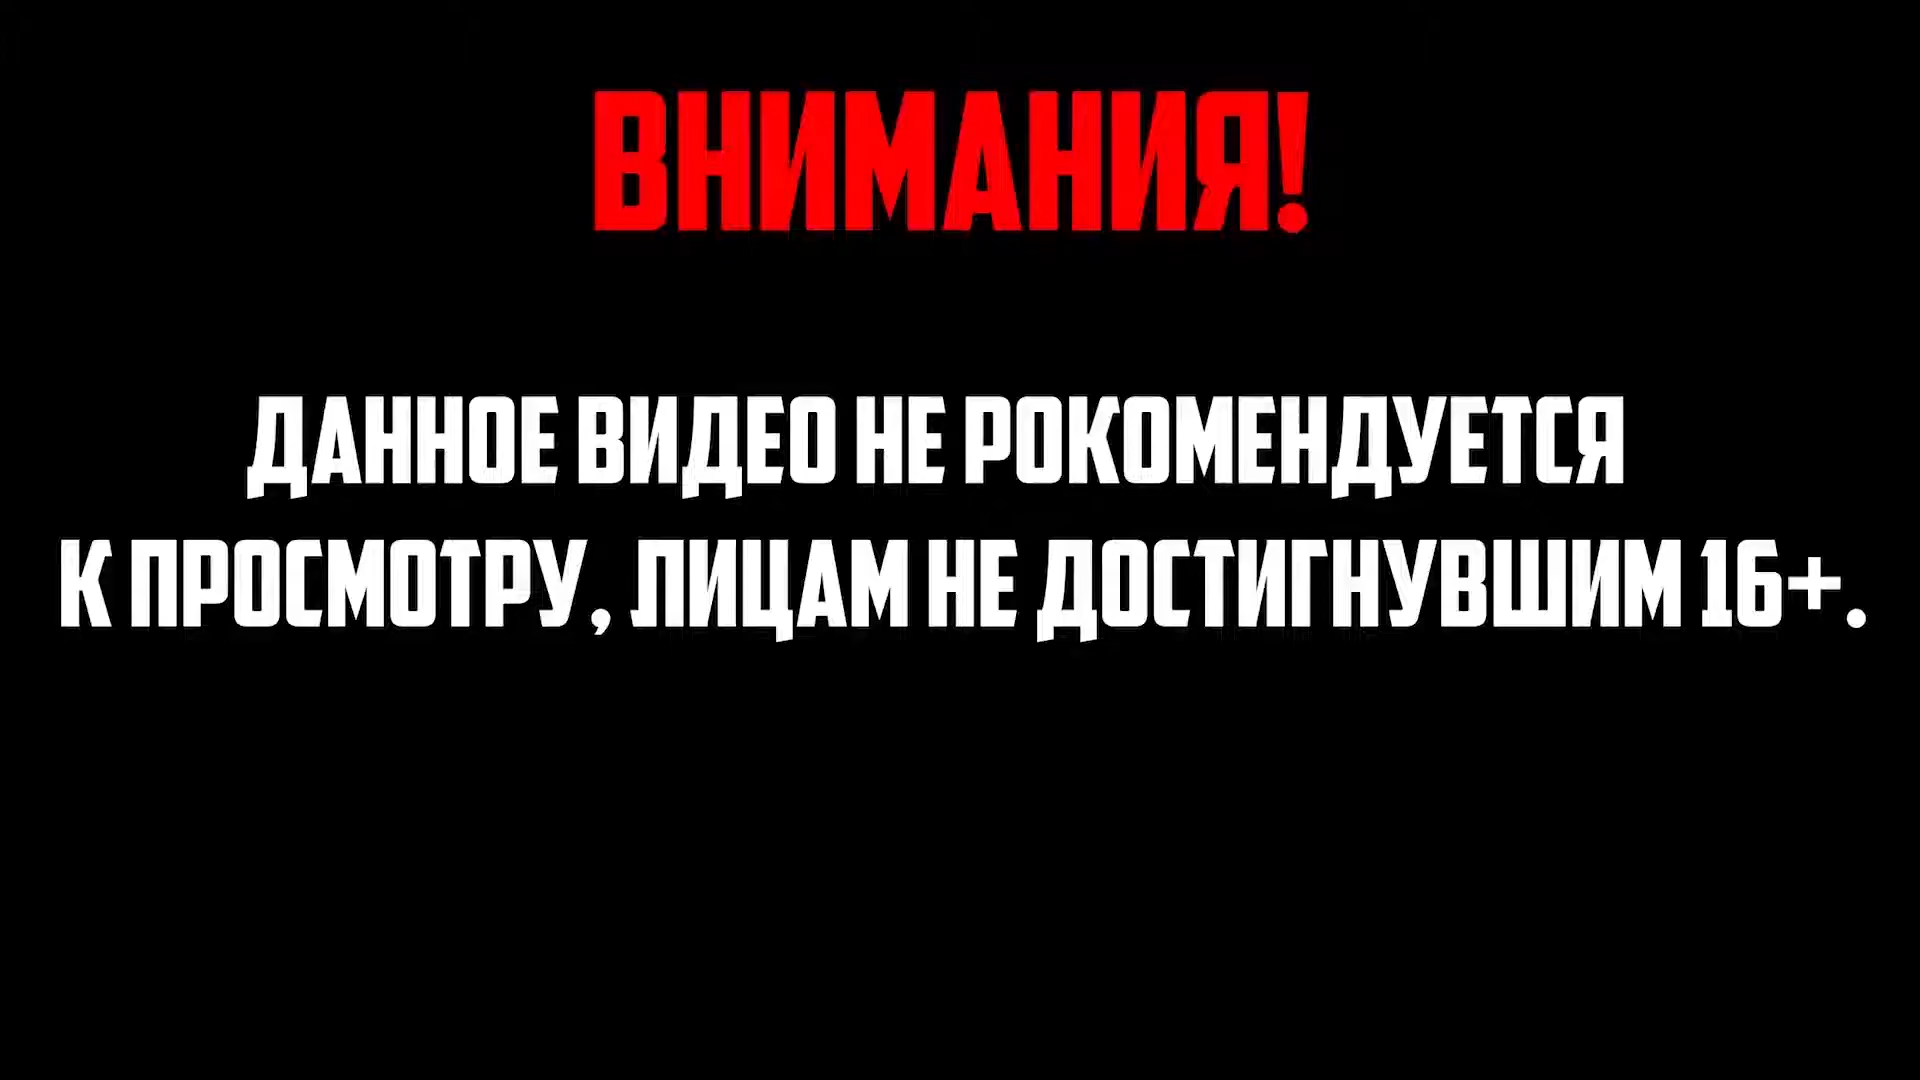 ВНИМАНИЯ!
ДАННОЕ ВИДЕО НЕ РОКОМЕНДУЕТСЯ
К ПРОСМОТРУ, ЛИЦАМ НЕ ДОСТИГНУВШИМ 16+.